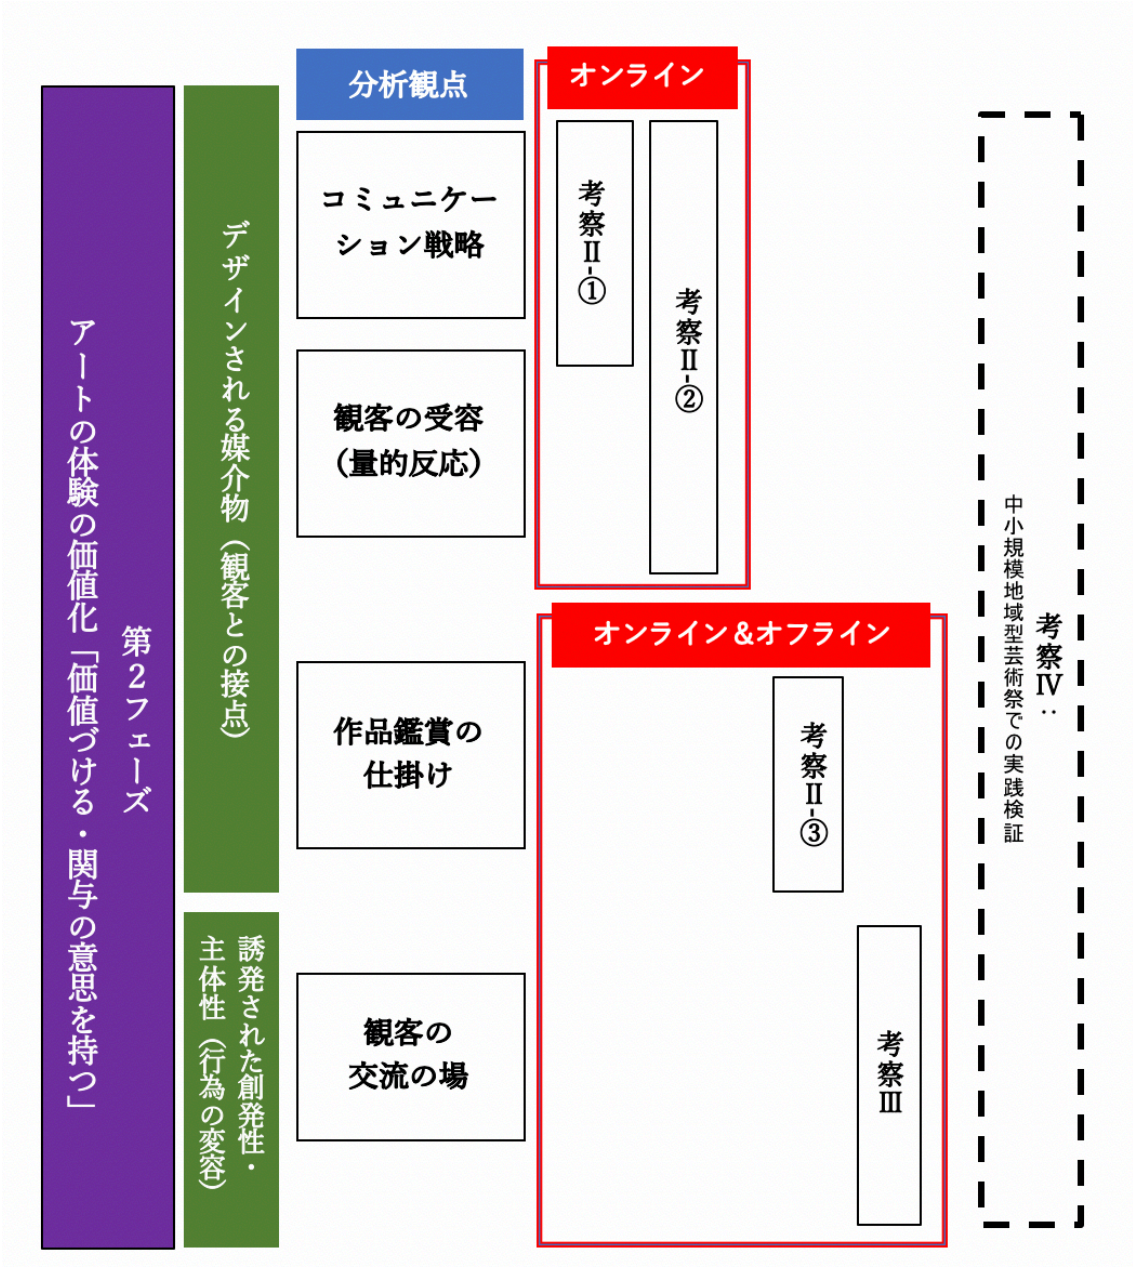 第2フェーズ
アートの体験の価値化「価値づける・関与の意思を持つ」
デザインされる媒介物（観客との接点）
誘発された創発性・
主体性（行為の変容）
分析観点
コミュニケー
ション戦略
観客の受容
（量的反応）
作品鑑賞の
仕掛け
観客の
交流の場
オンライン
考察Ⅱ-①
考察Ⅱ-②
オンライン&オフライン
考察Ⅱ-③
考察Ⅲ
考察Ⅳ：
中小規模地域型芸術祭での実践検証